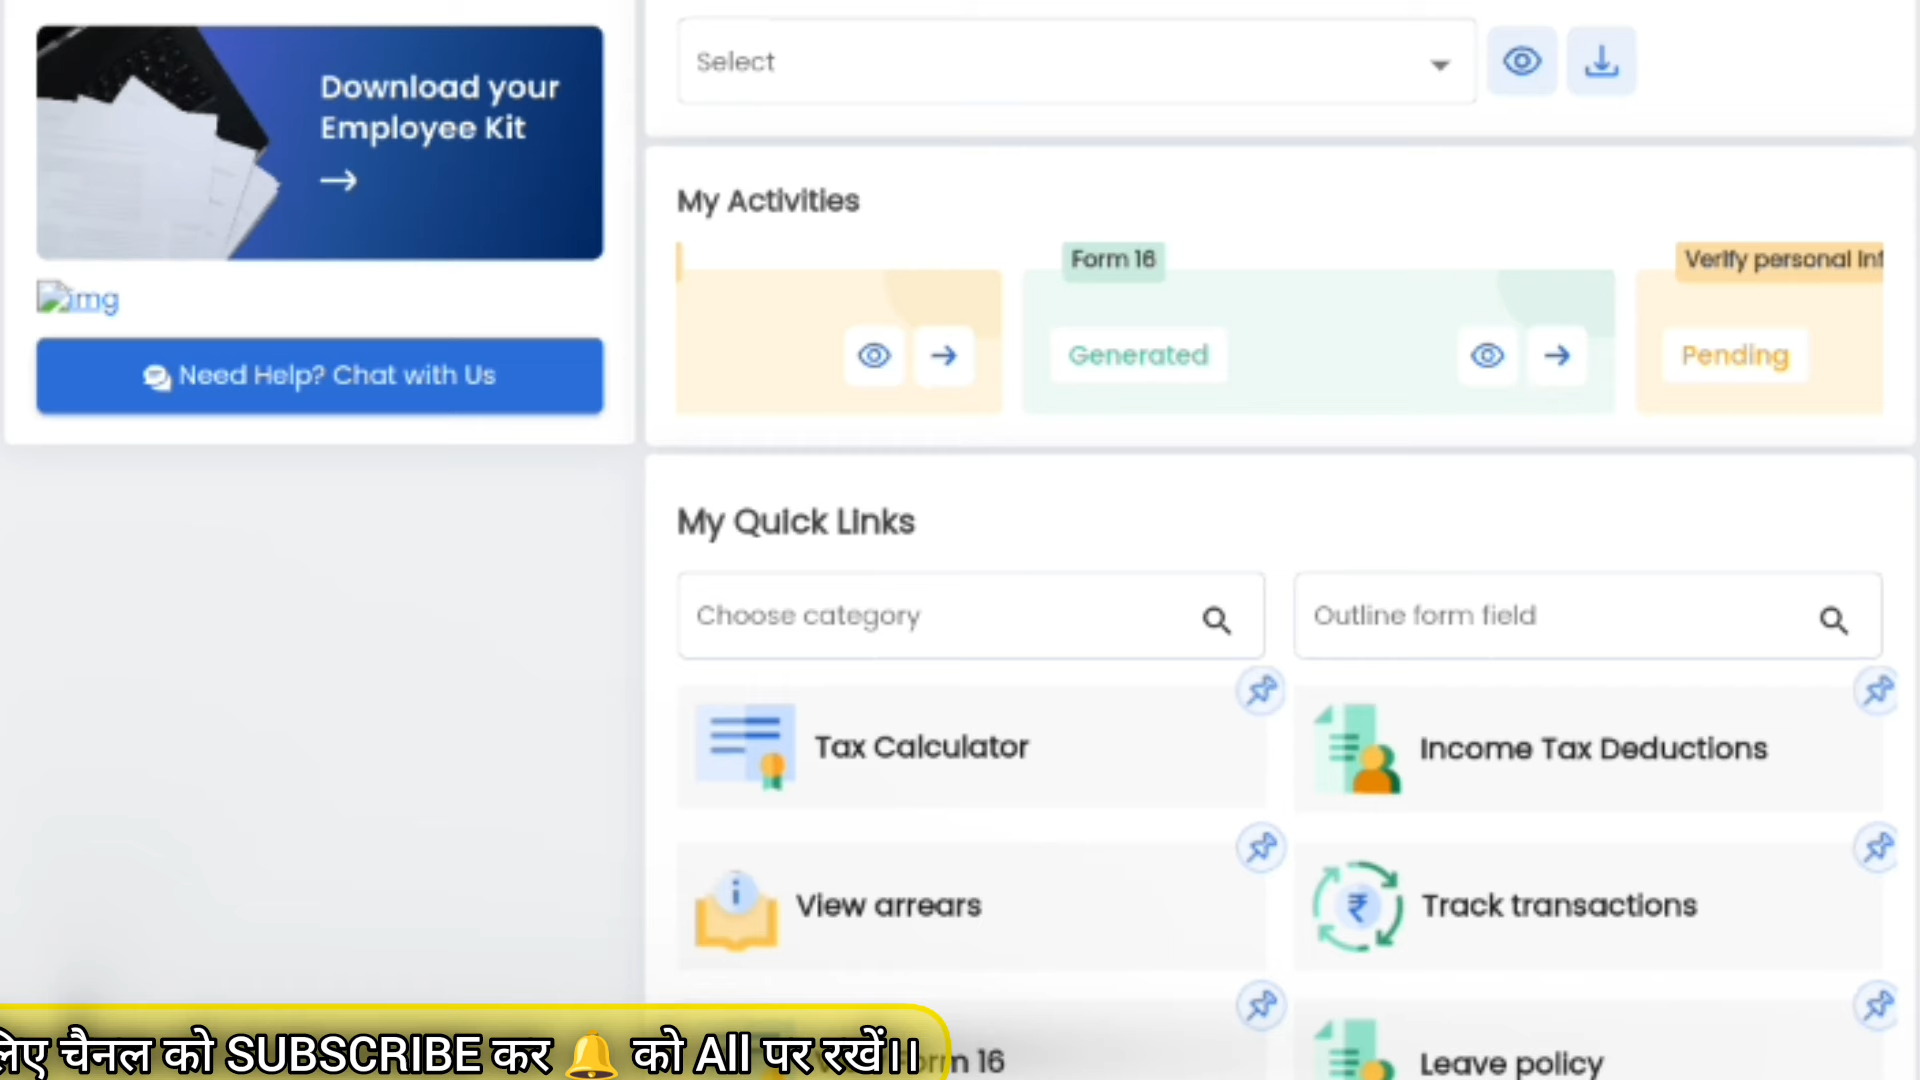 Download your
Employee Kit
img
Need Help? Chat with Us
Select
My Activities
Form 16
Generated
Verify personal inf
Pending
My Quick Links
Choose category
Outline form field
Tax Calculator
Income Tax Deductions
View arrears
Track transactions
rm 16
Leave policy
लिए चैनल को SUBSCRIBE कर 🔔 को All पर रखें।।